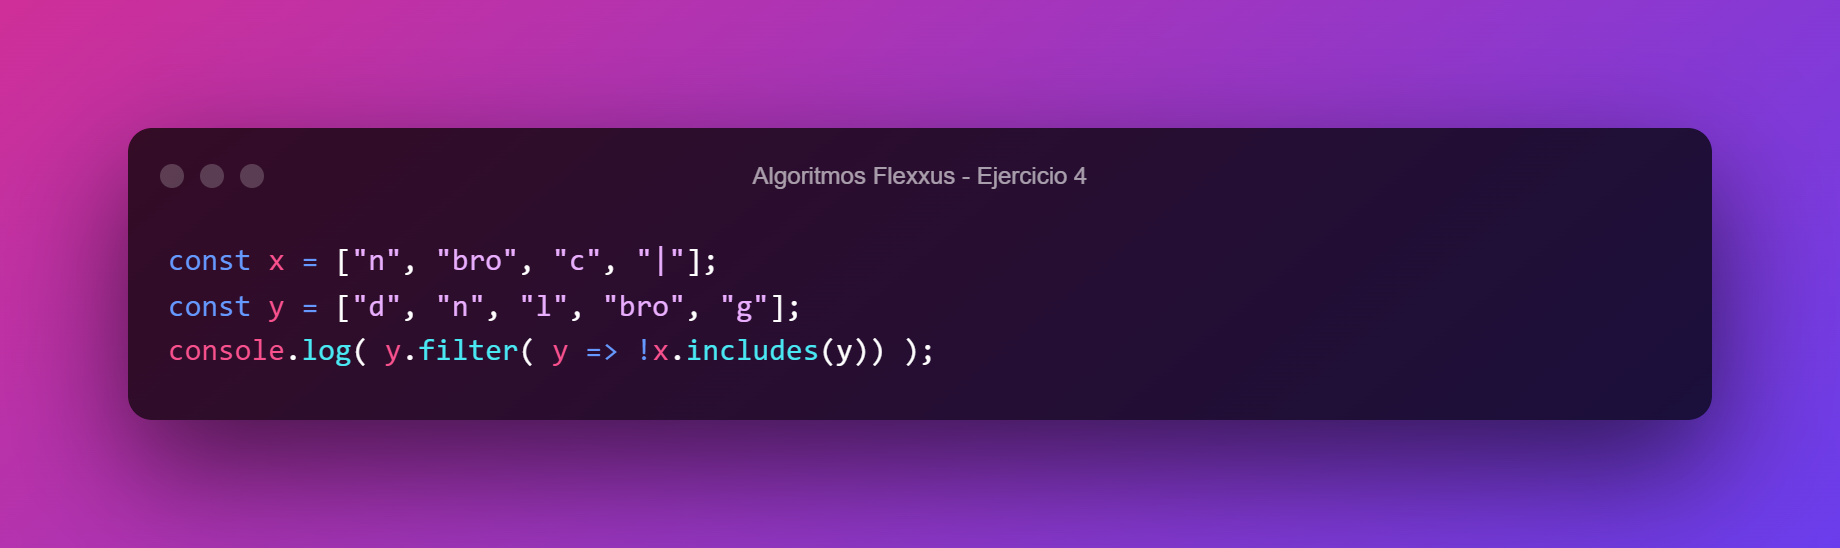 Algoritmos Flexxus - Ejercicio 4
const x = ["n", "bro", "c", "|"];
const y = ["d", "n", "l", "bro", "g"];
console.log( y.filter( y => !x.includes(y)) );